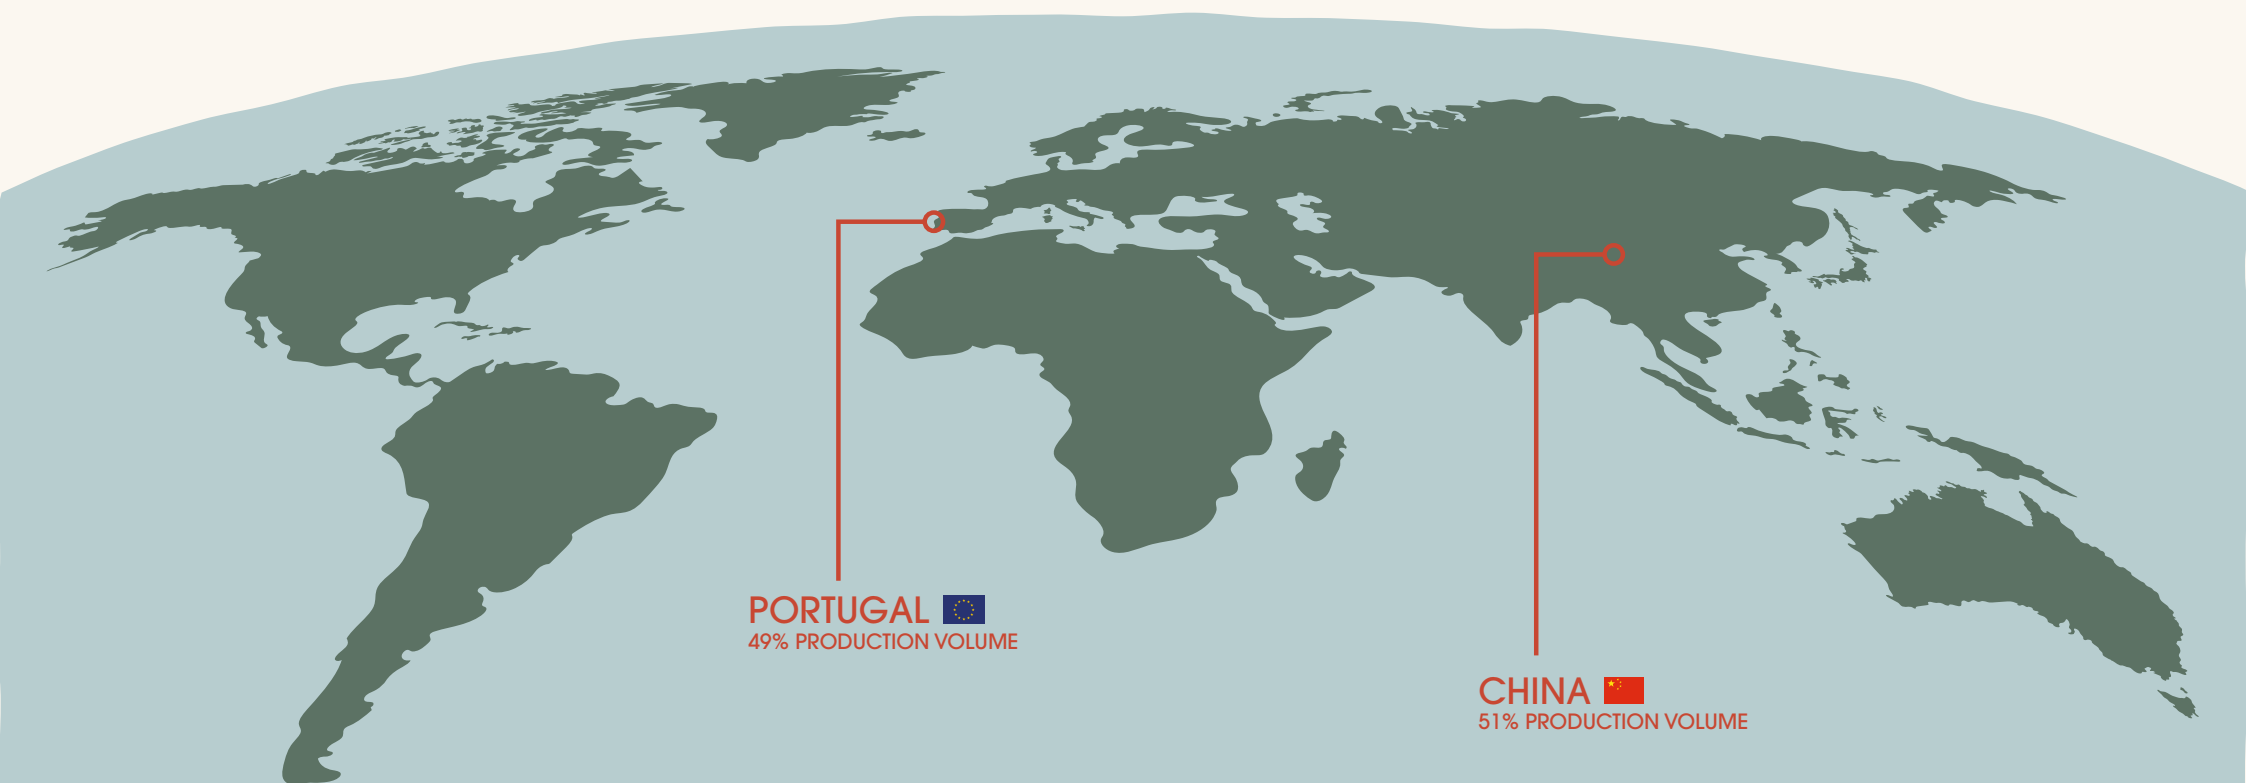 PORTUGAL
49% PRODUCTION VOLUME
CHINA
51% PRODUCTION VOLUME